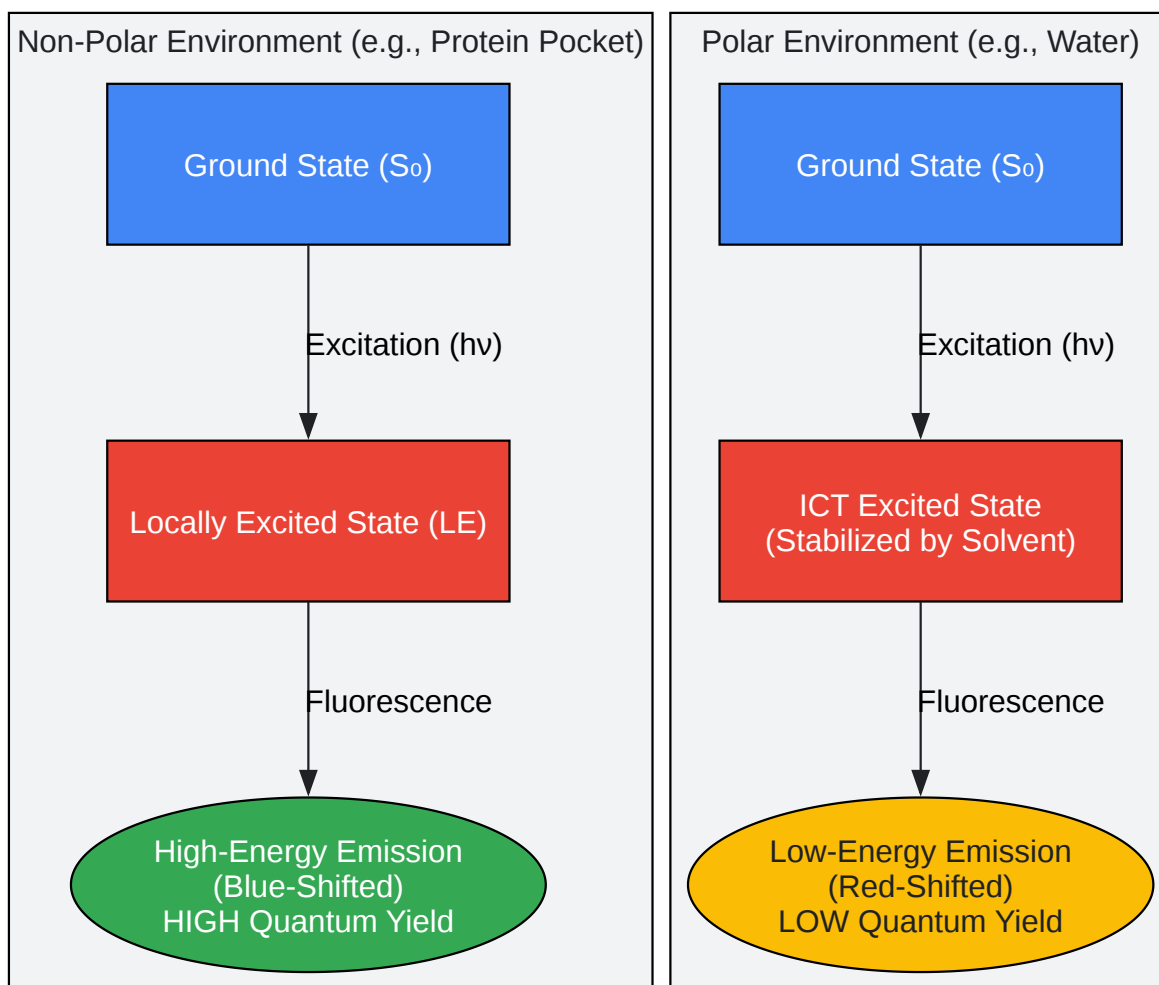 Non-Polar Environment (e.g., Protein Pocket)
Ground State (S₀)
Excitation (hν)
Locally Excited State (LE)
Fluorescence
High-Energy Emission
(Blue-Shifted)
HIGH Quantum Yield
Polar Environment (e.g., Water)
Ground State (S₀)
Excitation (hν)
ICT Excited State
(Stabilized by Solvent)
Fluorescence
Low-Energy Emission
(Red-Shifted)
LOW Quantum Yield